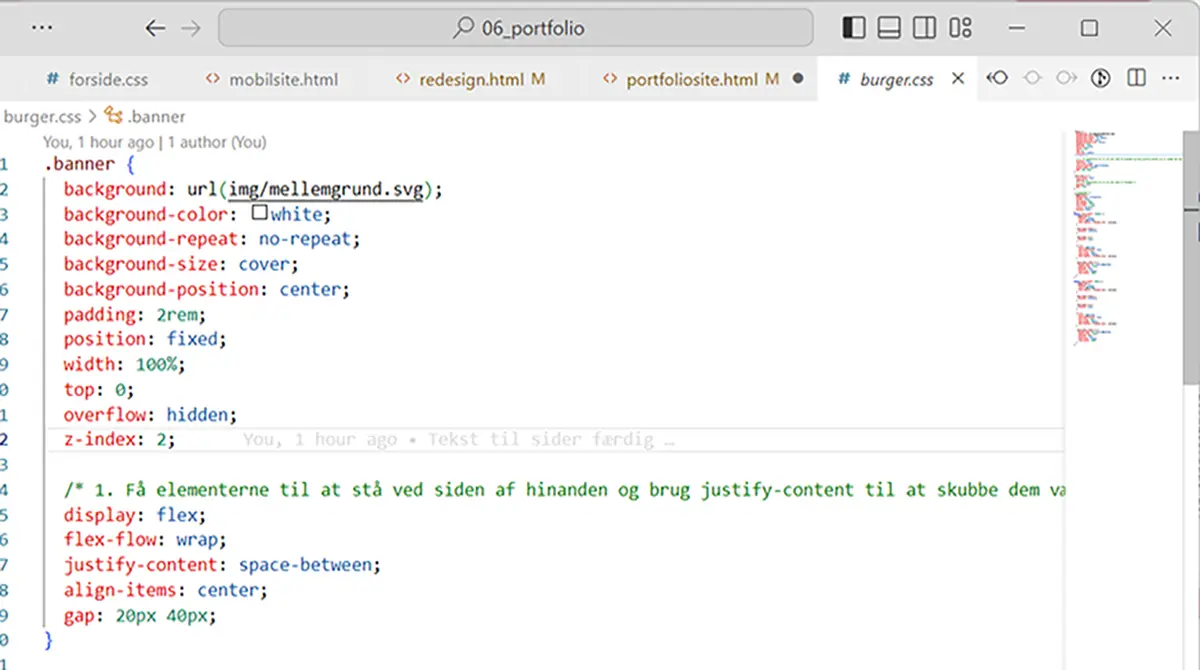 06_portfolio
# forside.css <> mobilsite.html <> redesign.html M <> portfoliosite.html M # burger.css
burger.css > .banner
You, 1 hour ago | 1 author (You)
1 .banner {
2 background: url(img/mellemgrund.svg);
3 background-color: white;
4 background-repeat: no-repeat;
5 background-size: cover;
6 background-position: center;
7 padding: 2rem;
8 position: fixed;
9 width: 100%;
0 top: 0;
1 overflow: hidden;
2 z-index: 2; You, 1 hour ago • Tekst til sider færdig …
3
4 /* 1. Få elementerne til at stå ved siden af hinanden og brug justify-content til at skubbe dem væ
5 display: flex;
6 flex-flow: wrap;
7 justify-content: space-between;
8 align-items: center;
9 gap: 20px 40px;
0 }
1